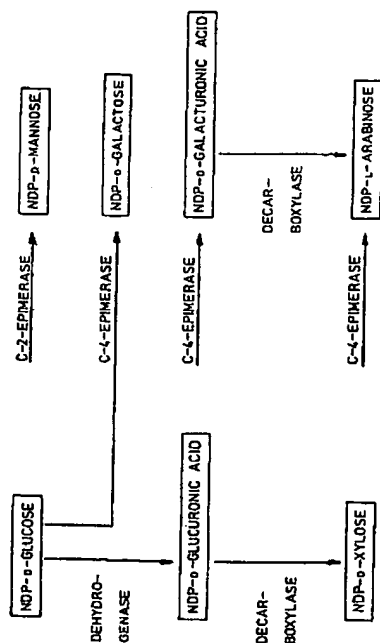 NDP-D-GLUCOSE
C-2-EPIMERASE
NDP-D-MANNOSE
DEHYDRO-
GENASE
C-4-EPIMERASE
NDP-D-GALACTOSE
NDP-D-GLUCURONIC ACID
C-4-EPIMERASE
NDP-D-GALACTURONIC ACID
DECAR-
BOXYLASE
DECAR-
BOXYLASE
NDP-D-XYLOSE
C-4-EPIMERASE
NDP-L-ARABINOSE